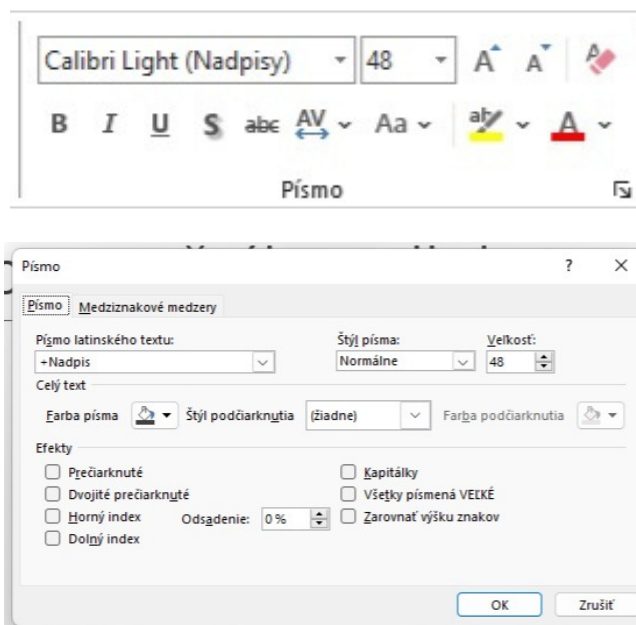 Calibri Light (Nadpisy) 48 A A A
B I U S abc AV Aa ab A
Písmo
Písmo ? X
Písmo Medziznakové medzery
Písmo latinského textu: Štýl písma: Veľkosť:
+Nadpis Normálne 48
Celý text
Farba písma Štýl podčiarknutia (žiadne) Farba podčiarknutia
Efekty
Prečiarknuté Kapitálky
Dvojité prečiarknuté Všetky písmená VEĽKÉ
Horný index Odsadenie: 0 % Zarovnať výšku znakov
Dolný index
OK Zrušiť